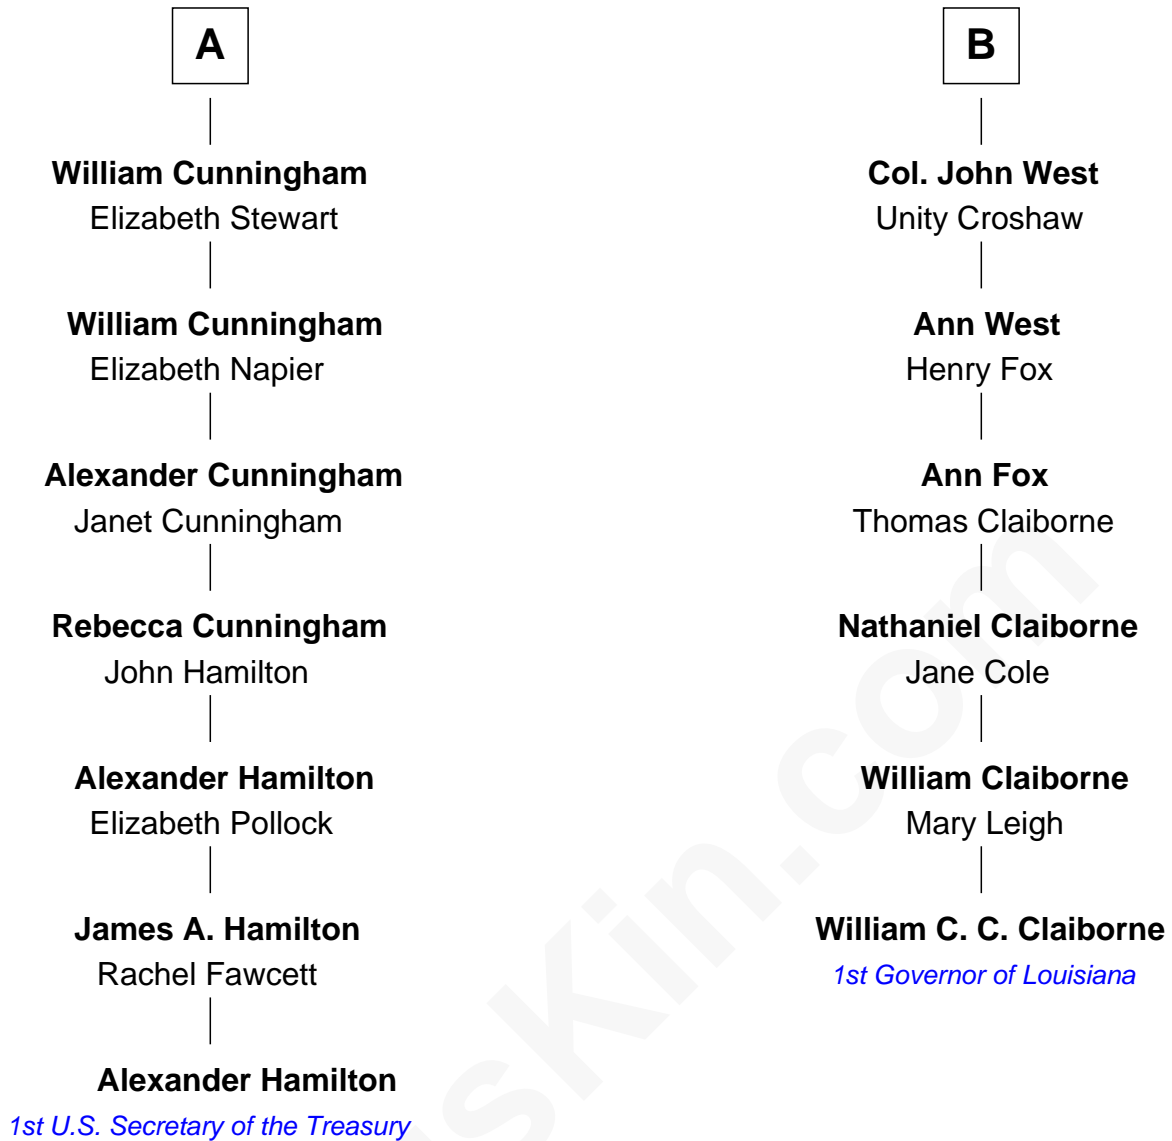 A
William Cunningham
Elizabeth Stewart
William Cunningham
Elizabeth Napier
Alexander Cunningham
Janet Cunningham
Rebecca Cunningham
John Hamilton
Alexander Hamilton
Elizabeth Pollock
James A. Hamilton
Rachel Fawcett
Alexander Hamilton
1st U.S. Secretary of the Treasury
B
Col. John West
Unity Croshaw
Ann West
Henry Fox
Ann Fox
Thomas Claiborne
Nathaniel Claiborne
Jane Cole
William Claiborne
Mary Leigh
William C. C. Claiborne
1st Governor of Louisiana